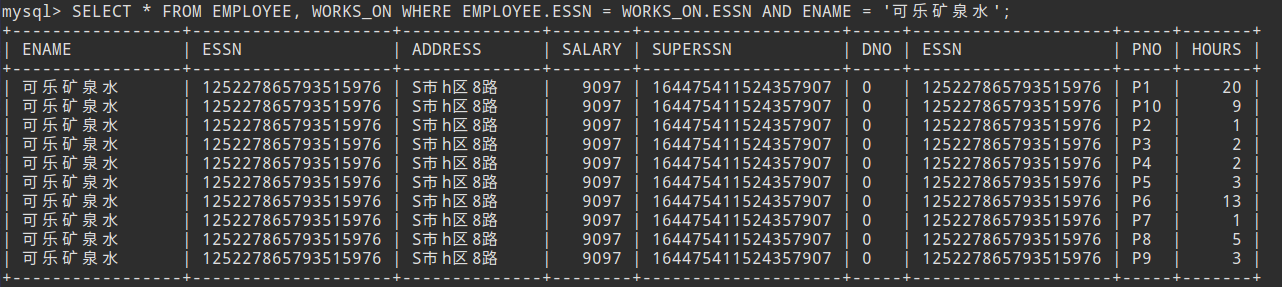 mysql> SELECT * FROM EMPLOYEE, WORKS_ON WHERE EMPLOYEE.ESSN = WORKS_ON.ESSN AND ENAME = '可乐矿泉水';
+------------+--------------------+----------------+--------+--------------------+-----+--------------------+-----+-------+
| ENAME | ESSN | ADDRESS | SALARY | SUPERSSN | DNO | ESSN | PNO | HOURS |
+------------+--------------------+----------------+--------+--------------------+-----+--------------------+-----+-------+
| 可乐矿泉水 | 125227865793515976 | S市h区8路 | 9097 | 164475411524357907 | 0 | 125227865793515976 | P1 | 20 |
| 可乐矿泉水 | 125227865793515976 | S市h区8路 | 9097 | 164475411524357907 | 0 | 125227865793515976 | P10 | 9 |
| 可乐矿泉水 | 125227865793515976 | S市h区8路 | 9097 | 164475411524357907 | 0 | 125227865793515976 | P2 | 1 |
| 可乐矿泉水 | 125227865793515976 | S市h区8路 | 9097 | 164475411524357907 | 0 | 125227865793515976 | P3 | 2 |
| 可乐矿泉水 | 125227865793515976 | S市h区8路 | 9097 | 164475411524357907 | 0 | 125227865793515976 | P4 | 2 |
| 可乐矿泉水 | 125227865793515976 | S市h区8路 | 9097 | 164475411524357907 | 0 | 125227865793515976 | P5 | 3 |
| 可乐矿泉水 | 125227865793515976 | S市h区8路 | 9097 | 164475411524357907 | 0 | 125227865793515976 | P6 | 13 |
| 可乐矿泉水 | 125227865793515976 | S市h区8路 | 9097 | 164475411524357907 | 0 | 125227865793515976 | P7 | 1 |
| 可乐矿泉水 | 125227865793515976 | S市h区8路 | 9097 | 164475411524357907 | 0 | 125227865793515976 | P8 | 5 |
| 可乐矿泉水 | 125227865793515976 | S市h区8路 | 9097 | 164475411524357907 | 0 | 125227865793515976 | P9 | 3 |
+------------+--------------------+----------------+--------+--------------------+-----+--------------------+-----+-------+